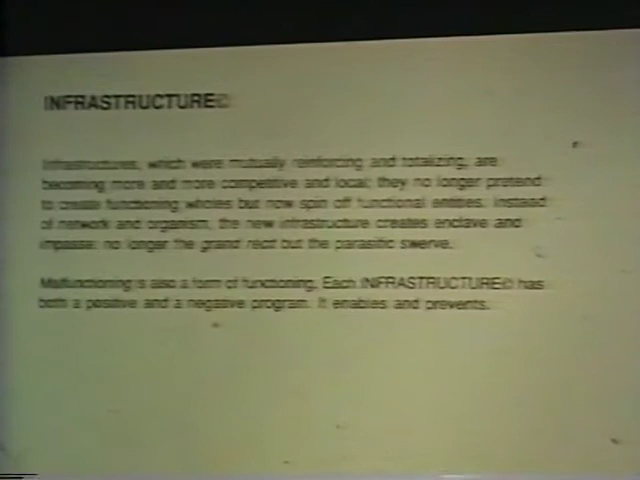 INFRASTRUCTURE©
Infrastructures, which were mutually reinforcing and totalizing, are
becoming more and more competitive and local; they no longer pretend
to create functioning wholes but now spin off functional entities. Instead
of network and organism, the new infrastructure creates enclave and
impasse: no longer the grand récit but the parasitic swerve.
Malfunctioning is also a form of functioning. Each INFRASTRUCTURE© has
both a positive and a negative program. It enables and prevents.